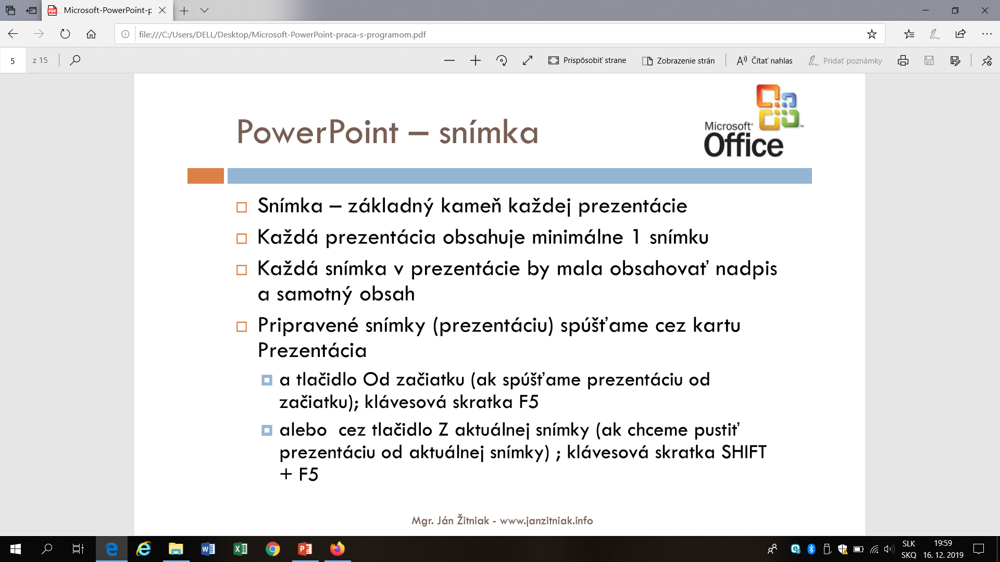 Microsoft-PowerPoint-p
file:///C:/Users/DELL/Desktop/Microsoft-PowerPoint-praca-s-programom.pdf
5 z 15
Prispôsobiť strane
Zobrazenie strán
Čítať nahlas
Pridať poznámky
Microsoft
Office
PowerPoint – snímka
Snímka – základný kameň každej prezentácie
Každá prezentácia obsahuje minimálne 1 snímku
Každá snímka v prezentácie by mala obsahovať nadpis
a samotný obsah
Pripravené snímky (prezentáciu) spúšťame cez kartu
Prezentácia
a tlačidlo Od začiatku (ak spúšťame prezentáciu od
začiatku); klávesová skratka F5
alebo  cez tlačidlo Z aktuálnej snímky (ak chceme pustiť
prezentáciu od aktuálnej snímky) ; klávesová skratka SHIFT
+ F5
Mgr. Ján Žitniak - www.janzitniak.info
SLK
SKQ
19:59
16. 12. 2019